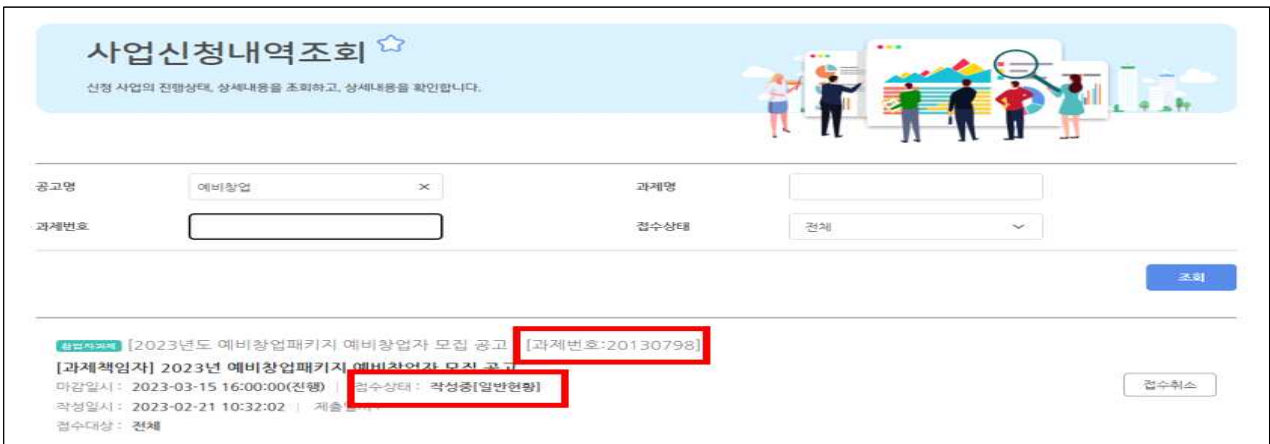 사업신청내역조회
신청 사업의 진행상태, 상세내용을 조회하고, 상세내용을 확인합니다.
공고명 예비창업 × 과제명
과제번호 접수상태 전체
조회
창업자과제 [2023년도 예비창업패키지 예비창업자 모집 공고 [과제번호:20130798]
[과제책임자] 2023년 예비창업패키지 예비창업자 모집 공고
마감일시 : 2023-03-15 16:00:00(진행) | 접수상태 : 작성중[일반현황]
접수취소
작성일시 : 2023-02-21 10:32:02 | 제출일시 :
접수대상 : 전체